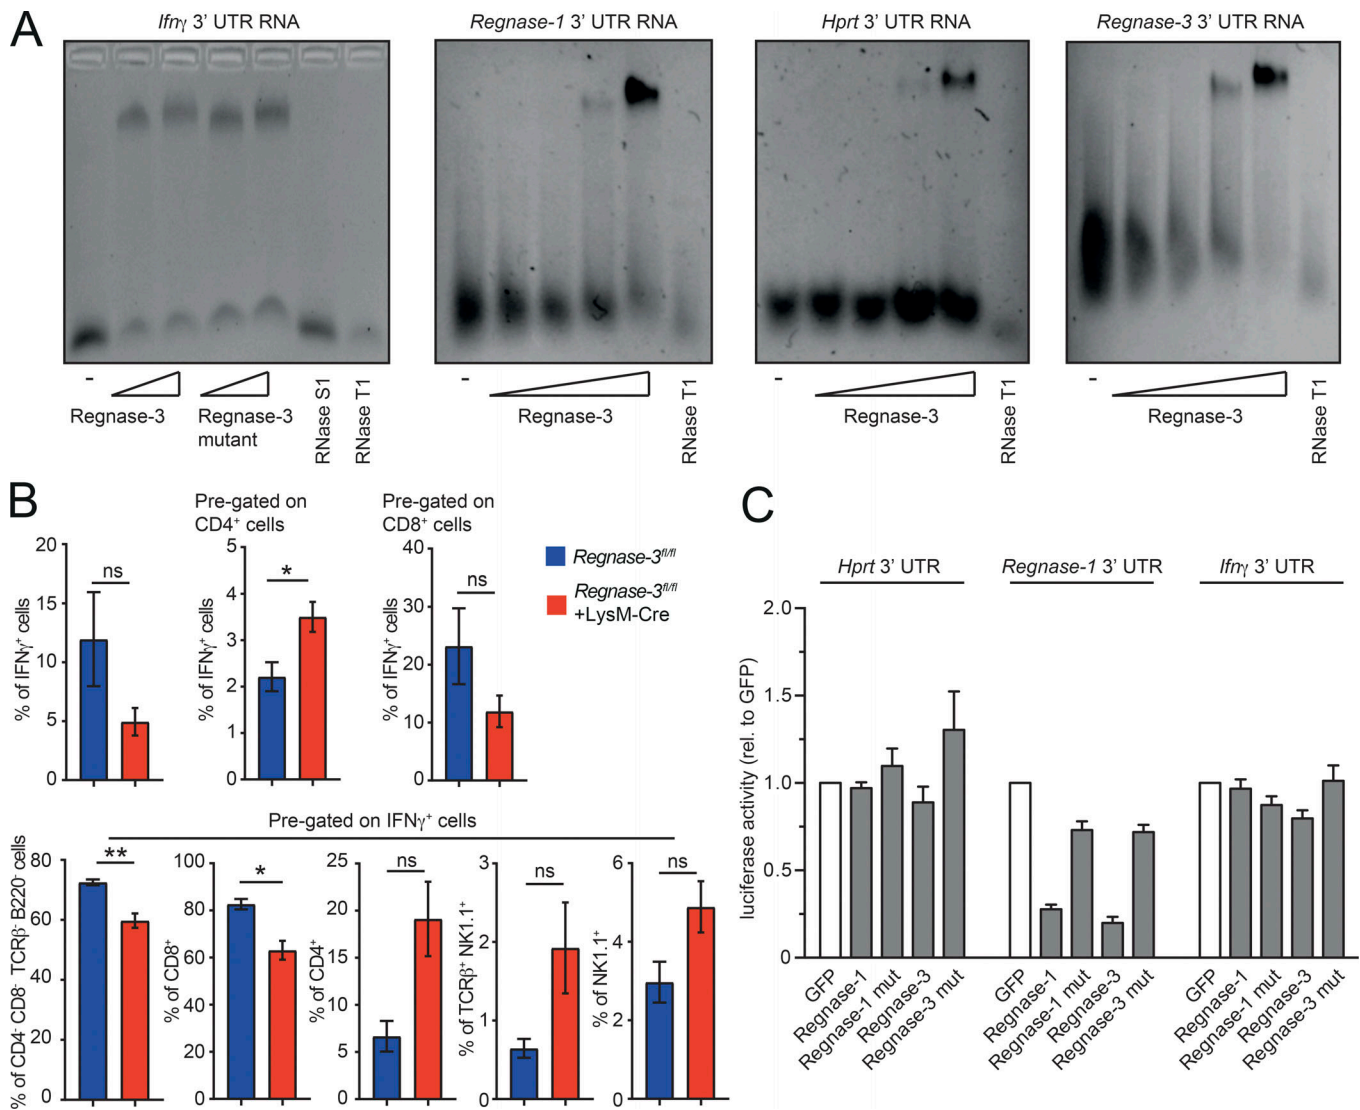 A
Ifnγ 3' UTR RNA
Regnase-1 3' UTR RNA
Hprt 3' UTR RNA
Regnase-3 3' UTR RNA
-
Regnase-3
Regnase-3
mutant
RNase S1
RNase T1
-
Regnase-3
RNase T1
-
Regnase-3
RNase T1
-
Regnase-3
RNase T1
B
% of IFNγ⁺ cells
20
15
10
5
0
ns
Pre-gated on
CD4⁺ cells
% of IFNγ⁺ cells
5
4
3
2
1
0
*
Pre-gated on
CD8⁺ cells
% of IFNγ⁺ cells
40
30
20
10
0
ns
Regnase-3fl/fl
Regnase-3fl/fl
+LysM-Cre
Pre-gated on IFNγ⁺ cells
% of CD4⁻ CD8⁻ TCRβ⁻ B220⁻ cells
80
60
40
20
0
**
% of CD8⁺
100
80
60
40
20
0
*
% of CD4⁺
25
20
15
10
5
0
ns
% of TCRβ⁺ NK1.1⁺
3
2
1
0
ns
% of NK1.1⁺
6
4
2
0
ns
C
Hprt 3' UTR
Regnase-1 3' UTR
Ifnγ 3' UTR
luciferase activity (rel. to GFP)
2.0
1.5
1.0
0.5
0
GFP
Regnase-1
Regnase-1 mut
Regnase-3
Regnase-3 mut
GFP
Regnase-1
Regnase-1 mut
Regnase-3
Regnase-3 mut
GFP
Regnase-1
Regnase-1 mut
Regnase-3
Regnase-3 mut